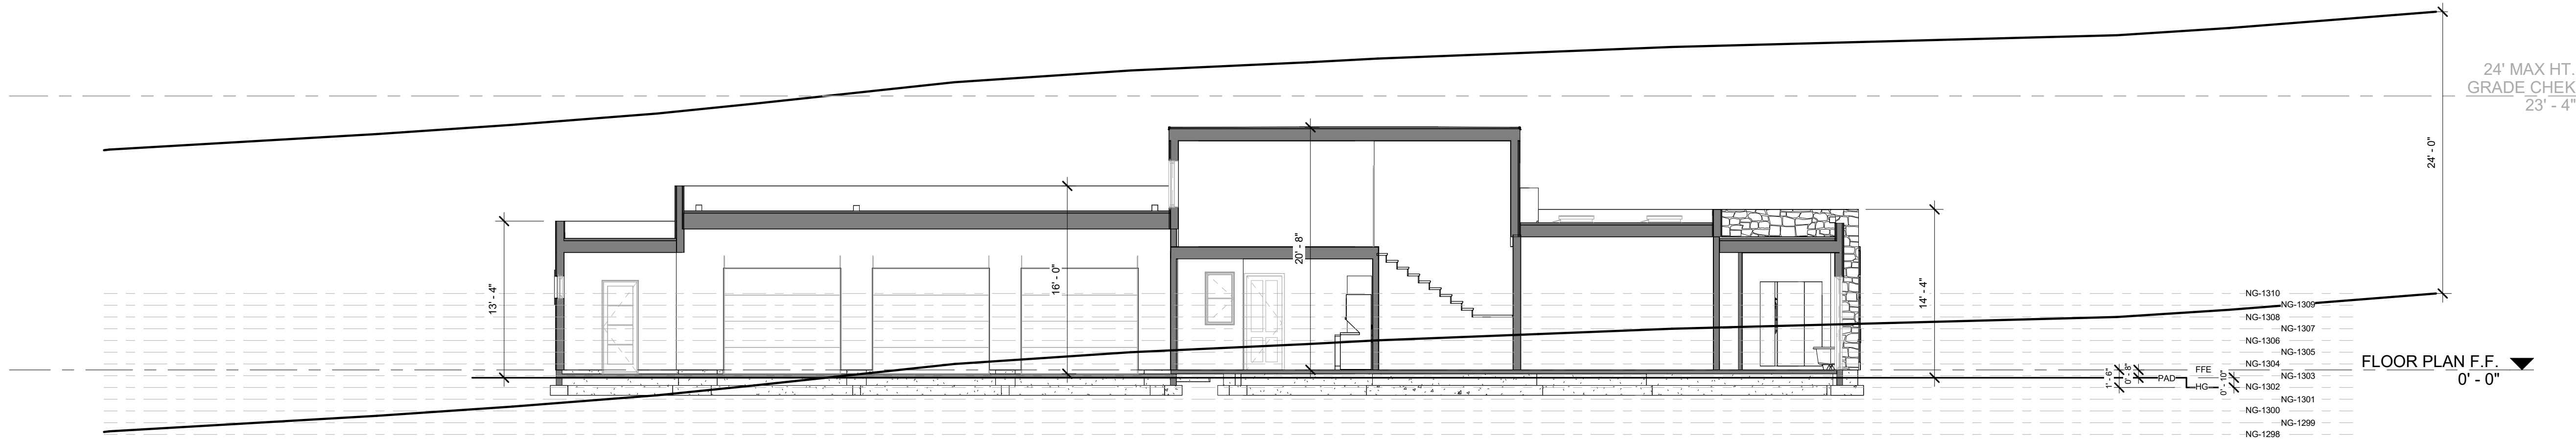 24' MAX HT.
GRADE CHEK
23' - 4"
24' - 0"
20' - 8"
16' - 0"
13' - 4"
14' - 4"
NG-1310
NG-1309
NG-1308
NG-1307
NG-1306
NG-1305
NG-1304
FLOOR PLAN F.F.
0' - 0"
FFE
NG-1303
1' - 6"
0' - 8"
PAD
HG
0' - 10"
NG-1302
NG-1301
NG-1300
NG-1299
NG-1298